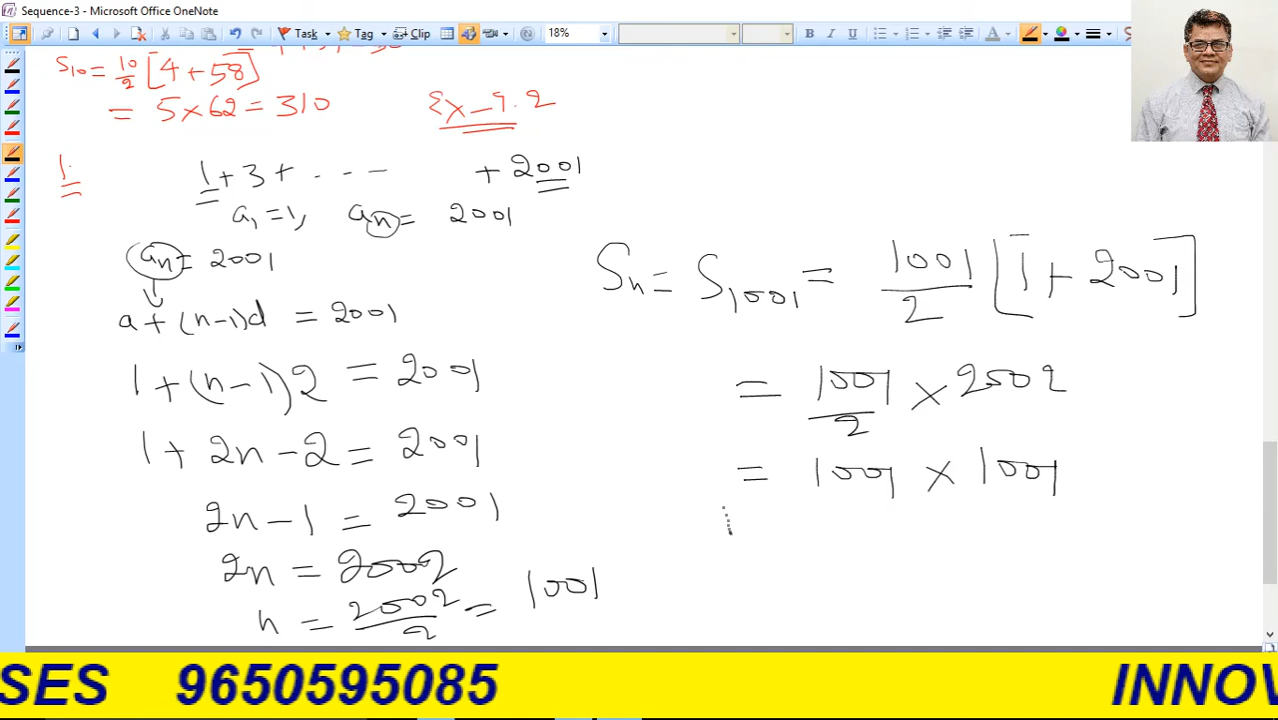 Sequence-3 - Microsoft Office OneNote
Task Tag Clip 18% B I U A
S10 = 10/2 [4 + 58]
= 5 × 62 = 310
Ex-9.2
1. 1 + 3 + ... --- + 2001
a1 = 1, an = 2001
an = 2001
a + (n-1)d = 2001
1 + (n-1)2 = 2001
1 + 2n - 2 = 2001
2n - 1 = 2001
2n = 2002
n = 2002/2 = 1001
Sn = S1001 = 1001/2 [1 + 2001]
= 1001/2 × 2002
= 1001 × 1001
SES 9650595085 INNOV